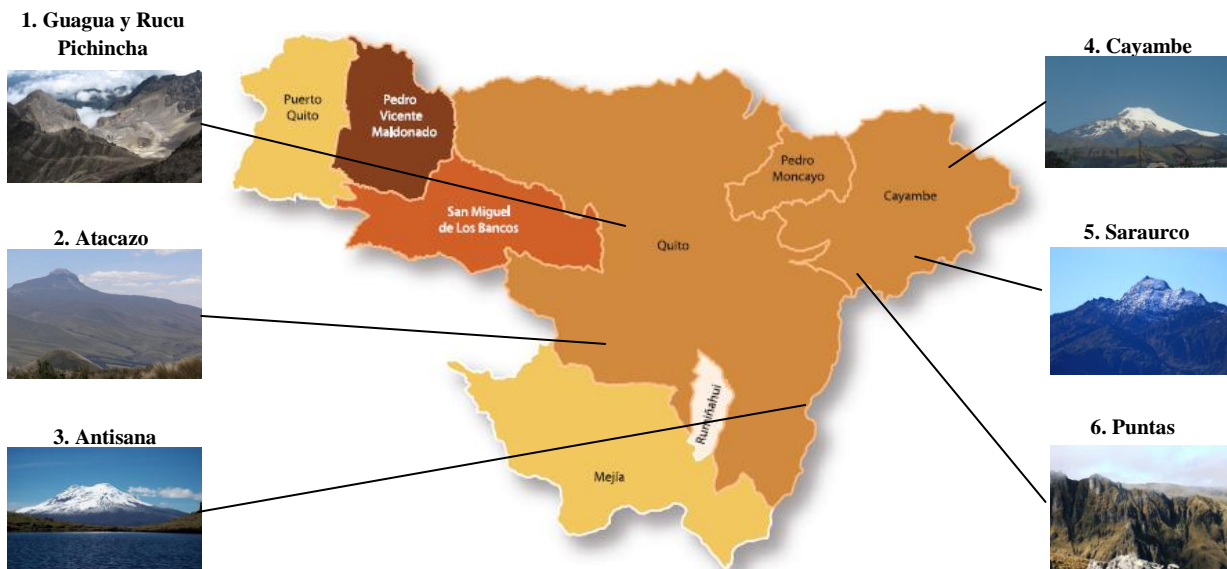 1. Guagua y Rucu
Pichincha
4. Cayambe
Puerto
Quito
Pedro
Vicente
Maldonado
Pedro
Moncayo
Cayambe
2. Atacazo
San Miguel
de Los Bancos
Quito
5. Saraurco
3. Antisana
Rumiñahui
6. Puntas
Mejía